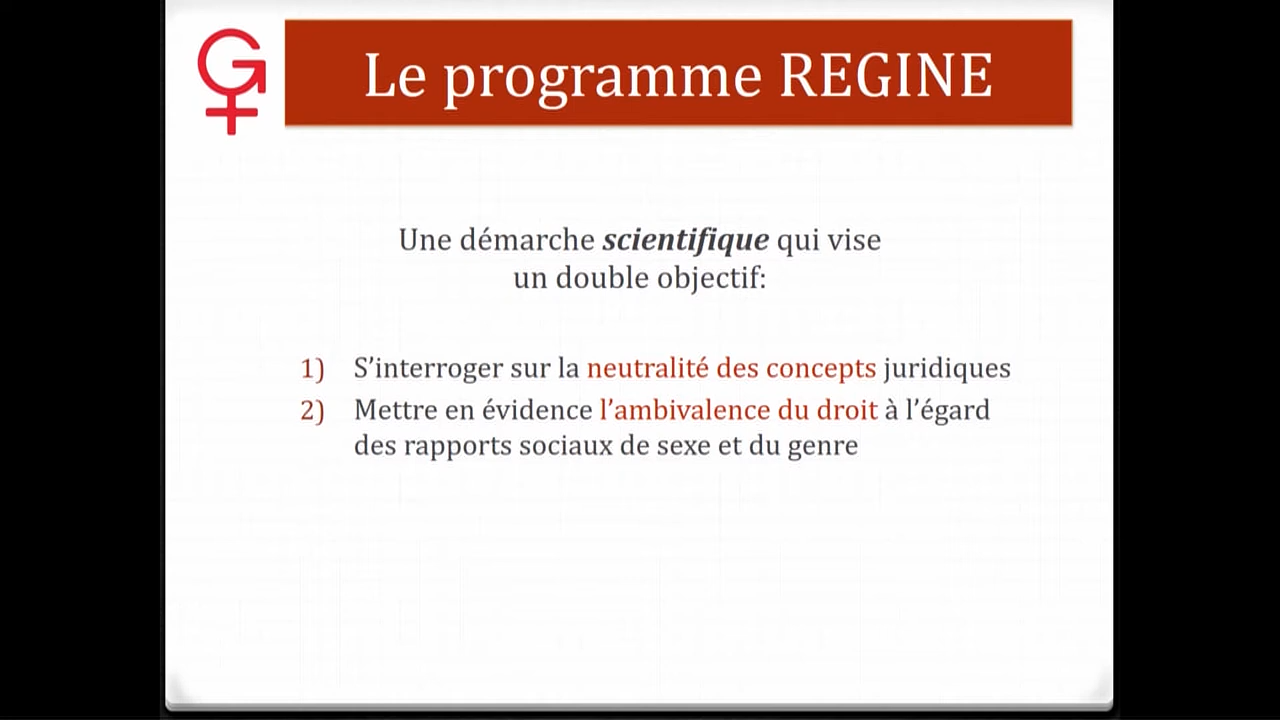 Le programme REGINE
Une démarche scientifique qui vise
un double objectif:
1) S’interroger sur la neutralité des concepts juridiques
2) Mettre en évidence l’ambivalence du droit à l’égard
des rapports sociaux de sexe et du genre